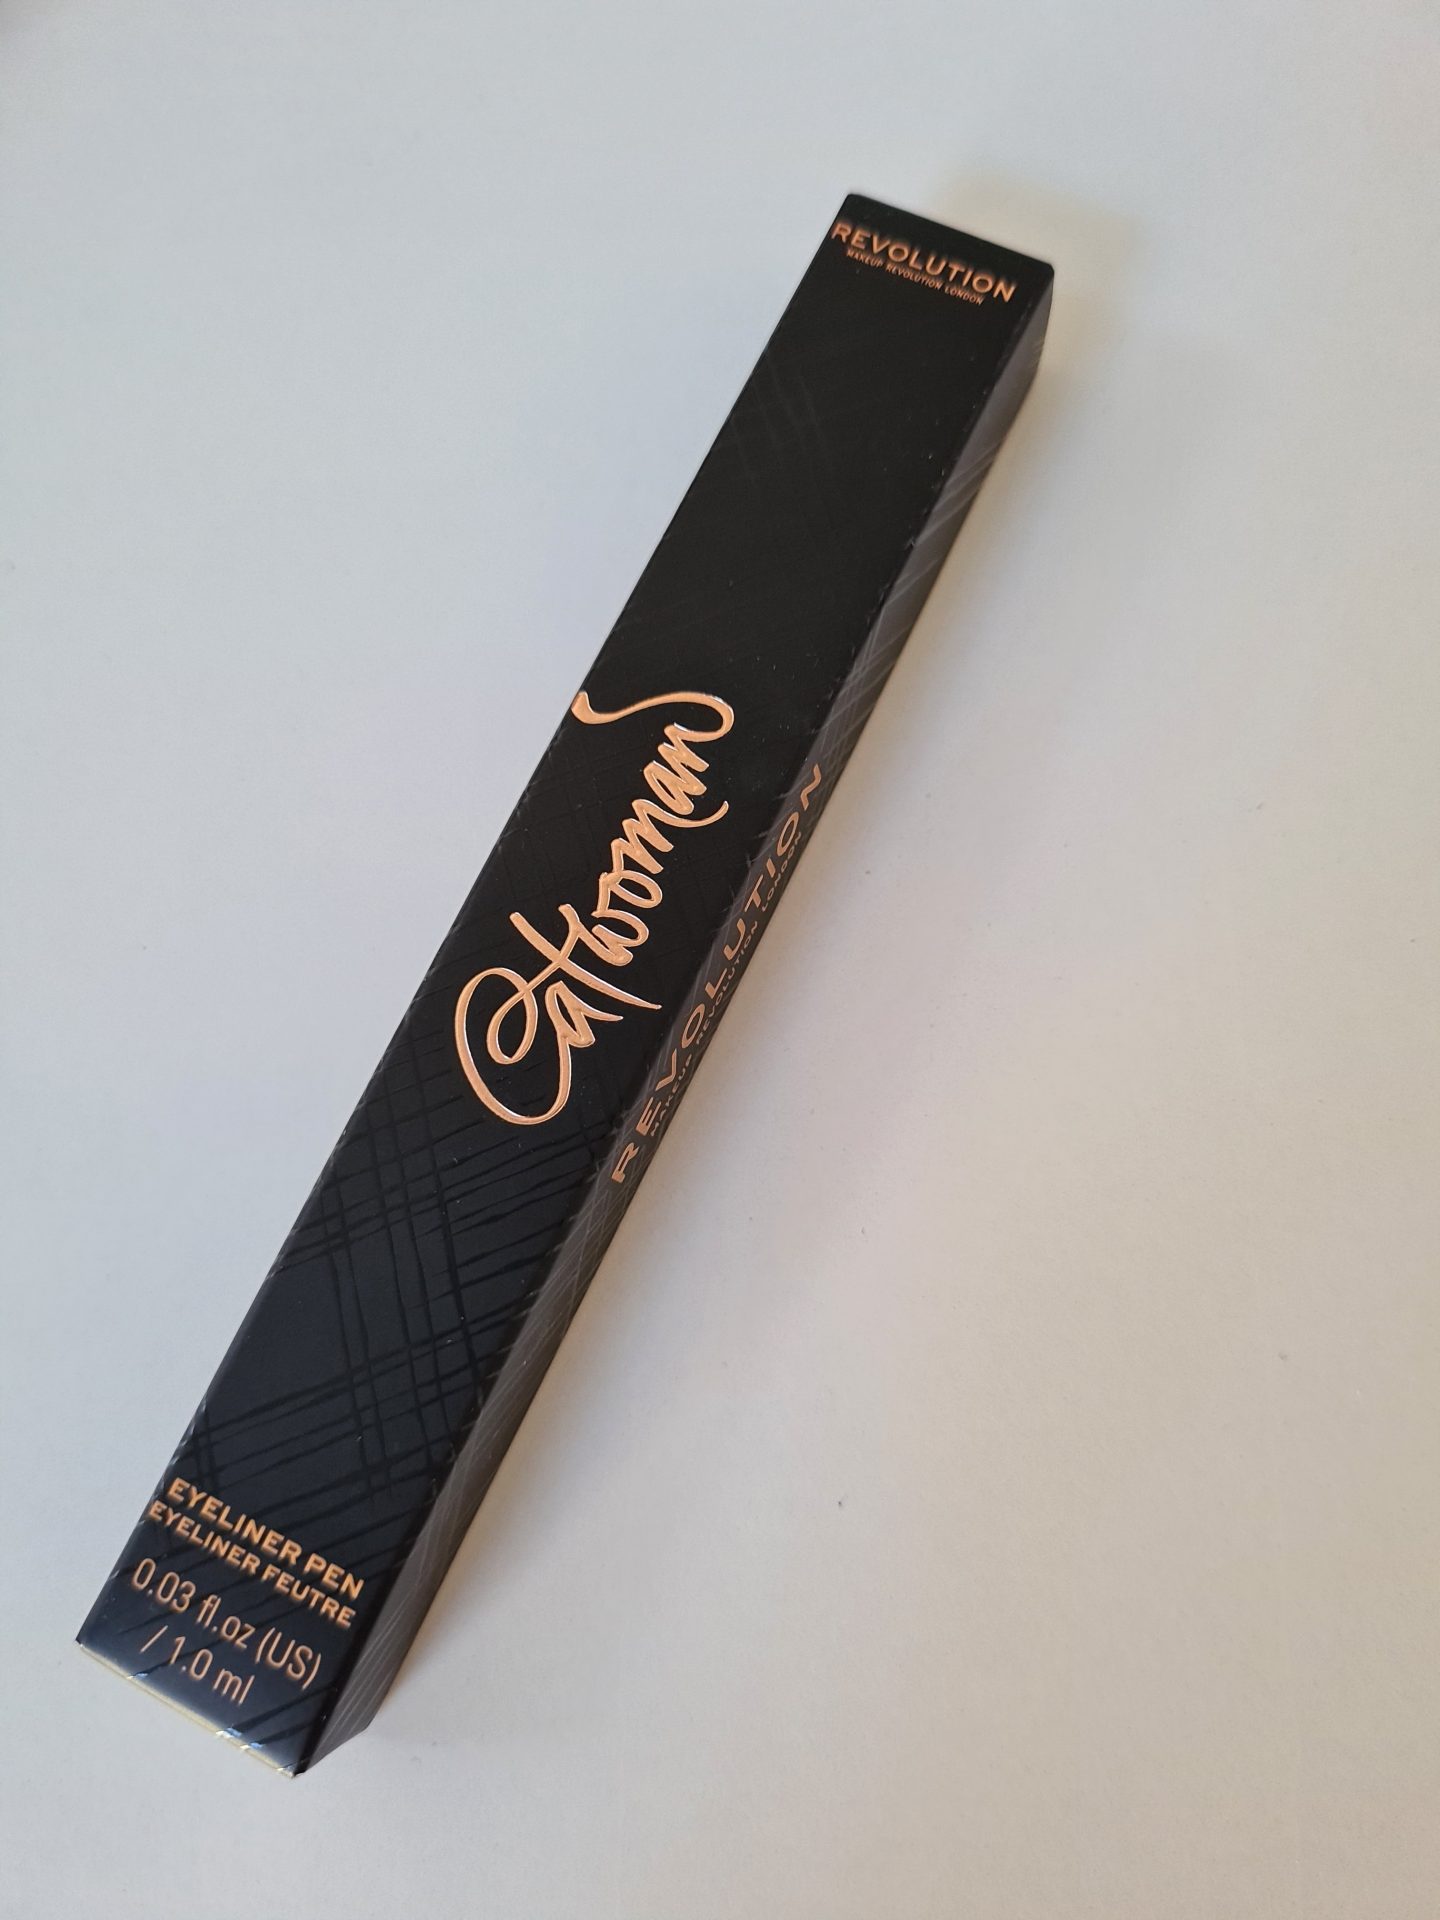 REVOLUTION
MAKEUP REVOLUTION LONDON
Catwoman
REVOLUTION
MAKEUP REVOLUTION LONDON
EYELINER PEN
EYELINER FEUTRE
0.03 fl.oz (US)
/ 1.0 ml